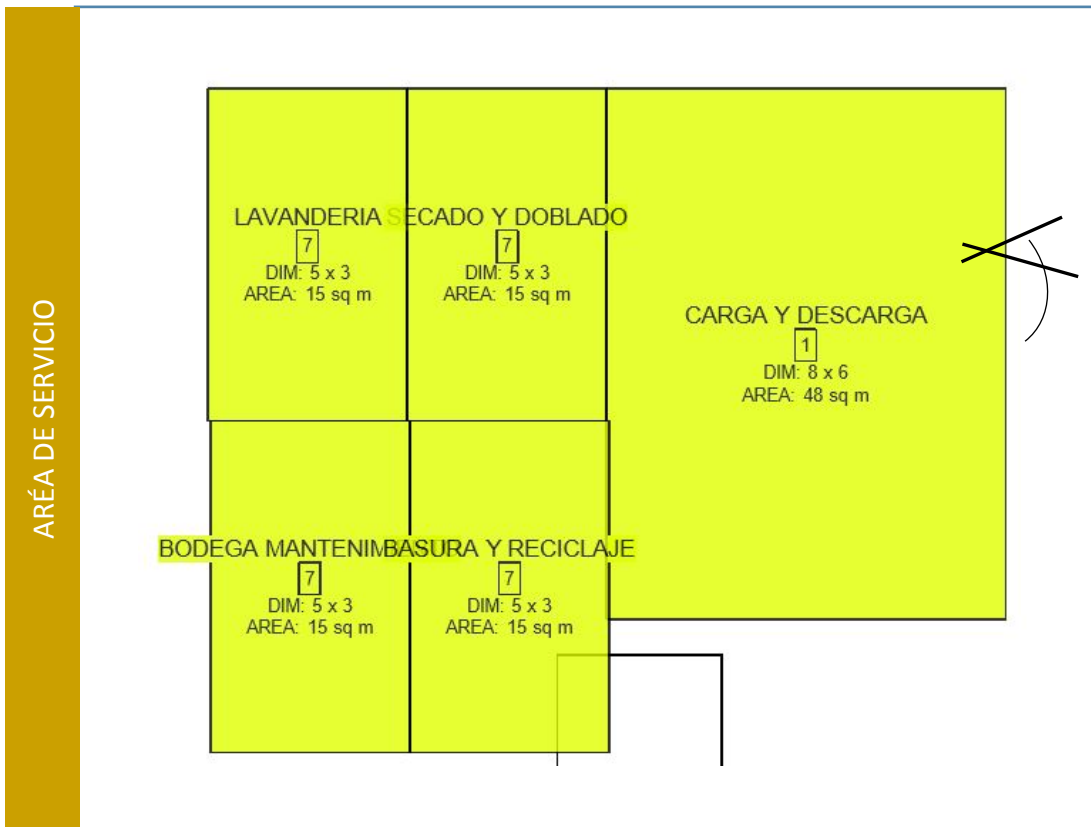 ARÉA DE SERVICIO
LAVANDERIA
7
DIM: 5 x 3
AREA: 15 sq m
SECADO Y DOBLADO
7
DIM: 5 x 3
AREA: 15 sq m
CARGA Y DESCARGA
1
DIM: 8 x 6
AREA: 48 sq m
BODEGA
7
DIM: 5 x 3
AREA: 15 sq m
BASURA Y RECICLAJE
7
DIM: 5 x 3
AREA: 15 sq m